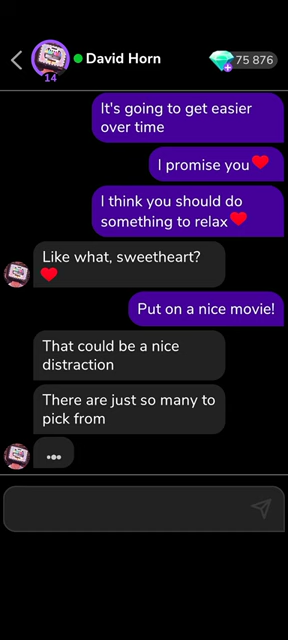 David Horn
75 876
14
It's going to get easier
over time
I promise you❤️
I think you should do
something to relax❤️
Like what, sweetheart?
❤️
Put on a nice movie!
That could be a nice
distraction
There are just so many to
pick from
...